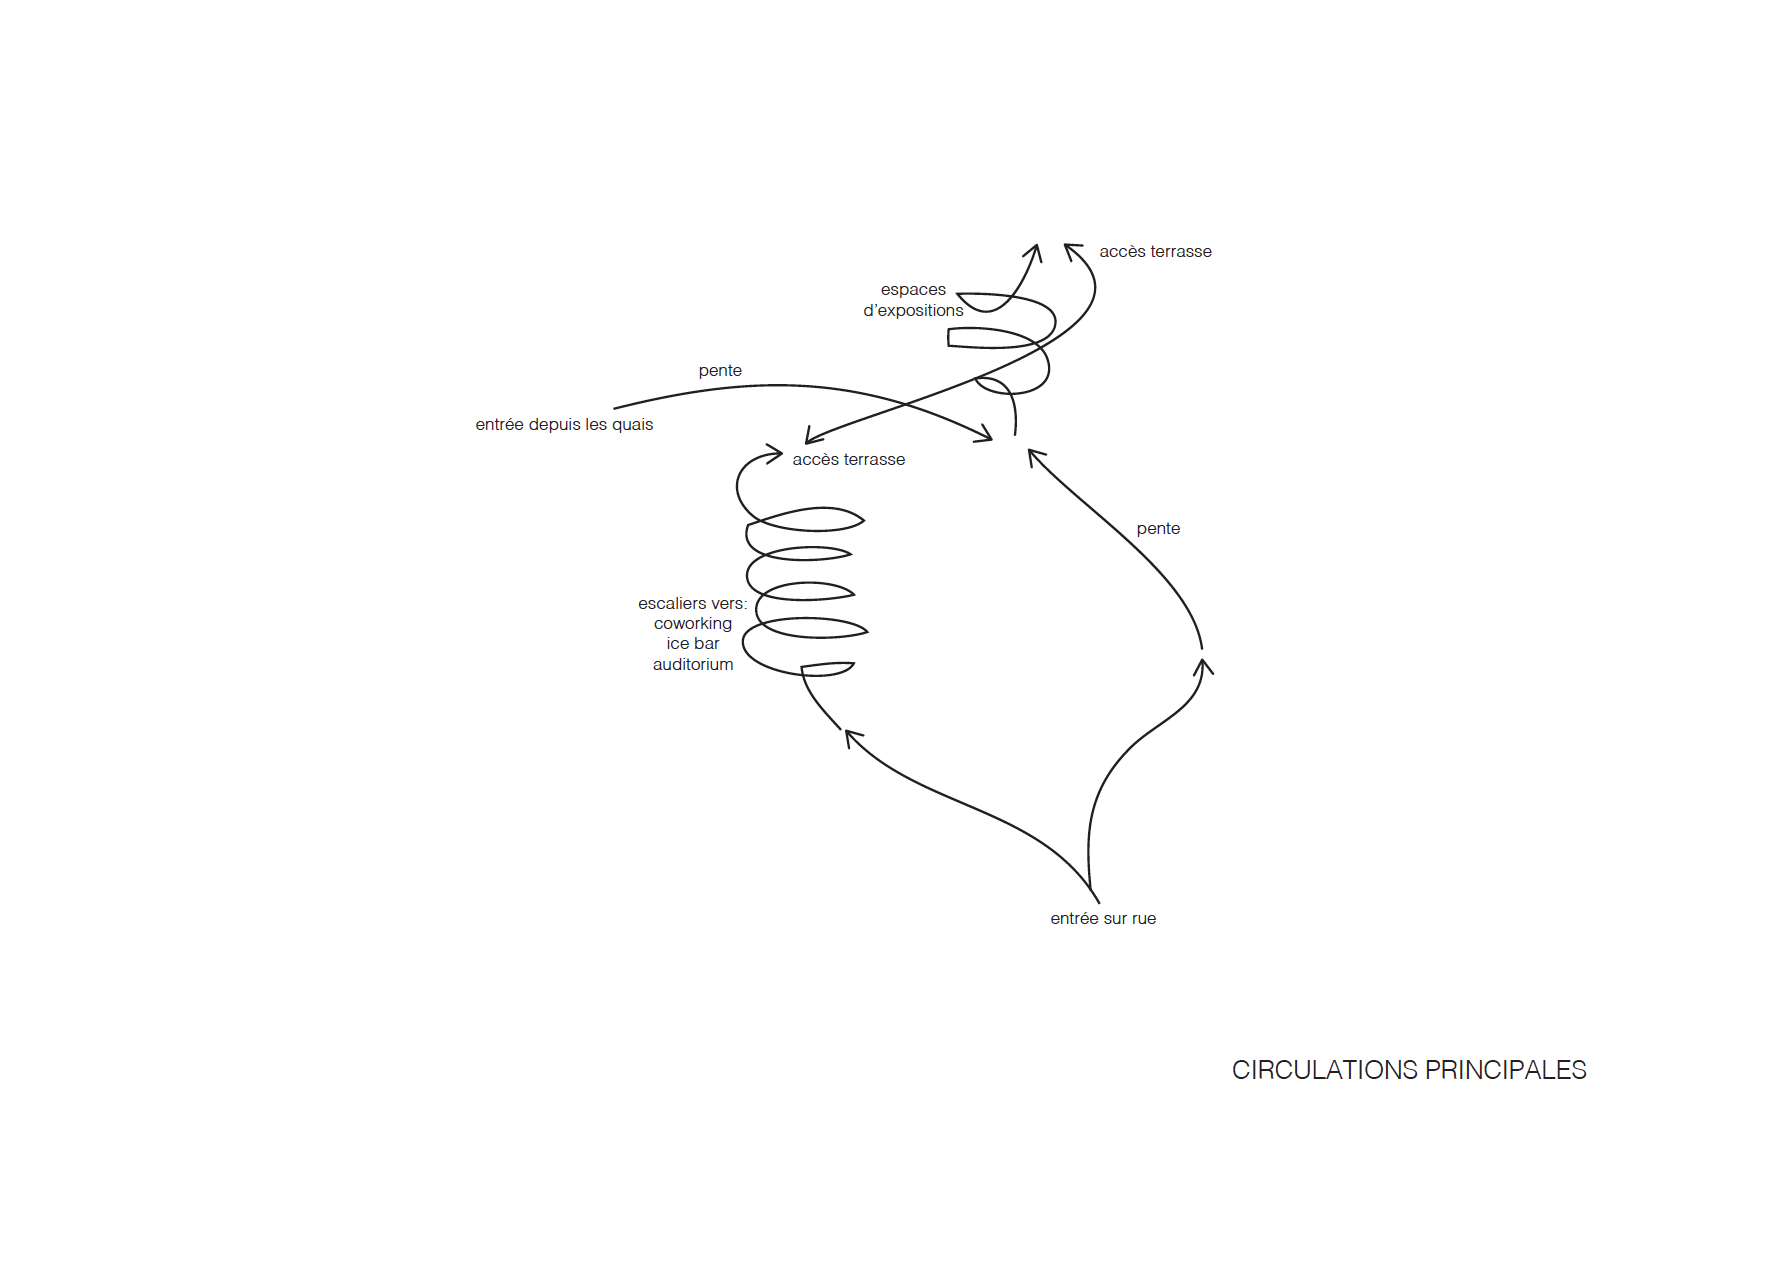 accès terrasse
espaces
d'expositions
pente
entrée depuis les quais
accès terrasse
pente
escaliers vers:
coworking
ice bar
auditorium
entrée sur rue
CIRCULATIONS PRINCIPALES